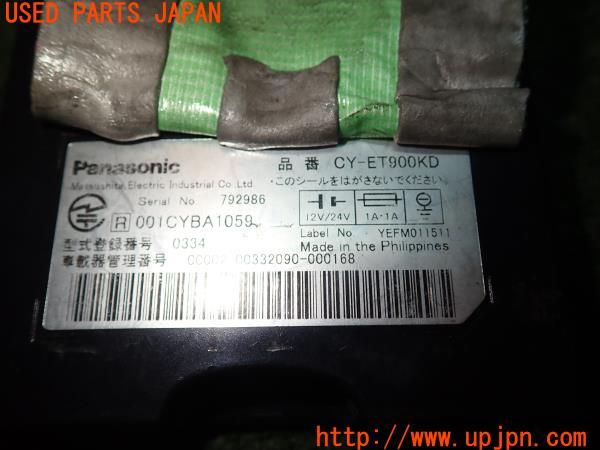 USED PARTS JAPAN
Panasonic
品番 CY-ET900KD
Matsushita Electric Industrial Co.,Ltd.
・このシールをはがさないでください・
Serial No. 792986
12V/24V
1A・1A
R 001CYBA1059
Label No. YEFM011511
型式登録番号 0334
Made in the Philippines
車載器管理番号 00002 00332090-000168
http://www.upjpn.com/